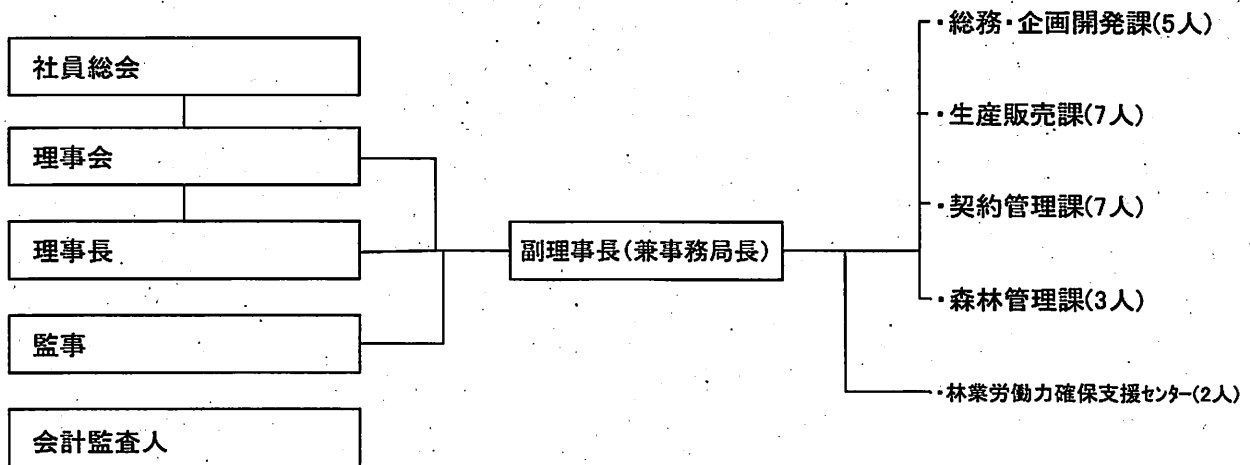 社員総会
理事会
理事長
監事
会計監査人
副理事長(兼事務局長)
・総務・企画開発課(5人)
・生産販売課(7人)
・契約管理課(7人)
・森林管理課(3人)
・林業労働力確保支援センター(2人)